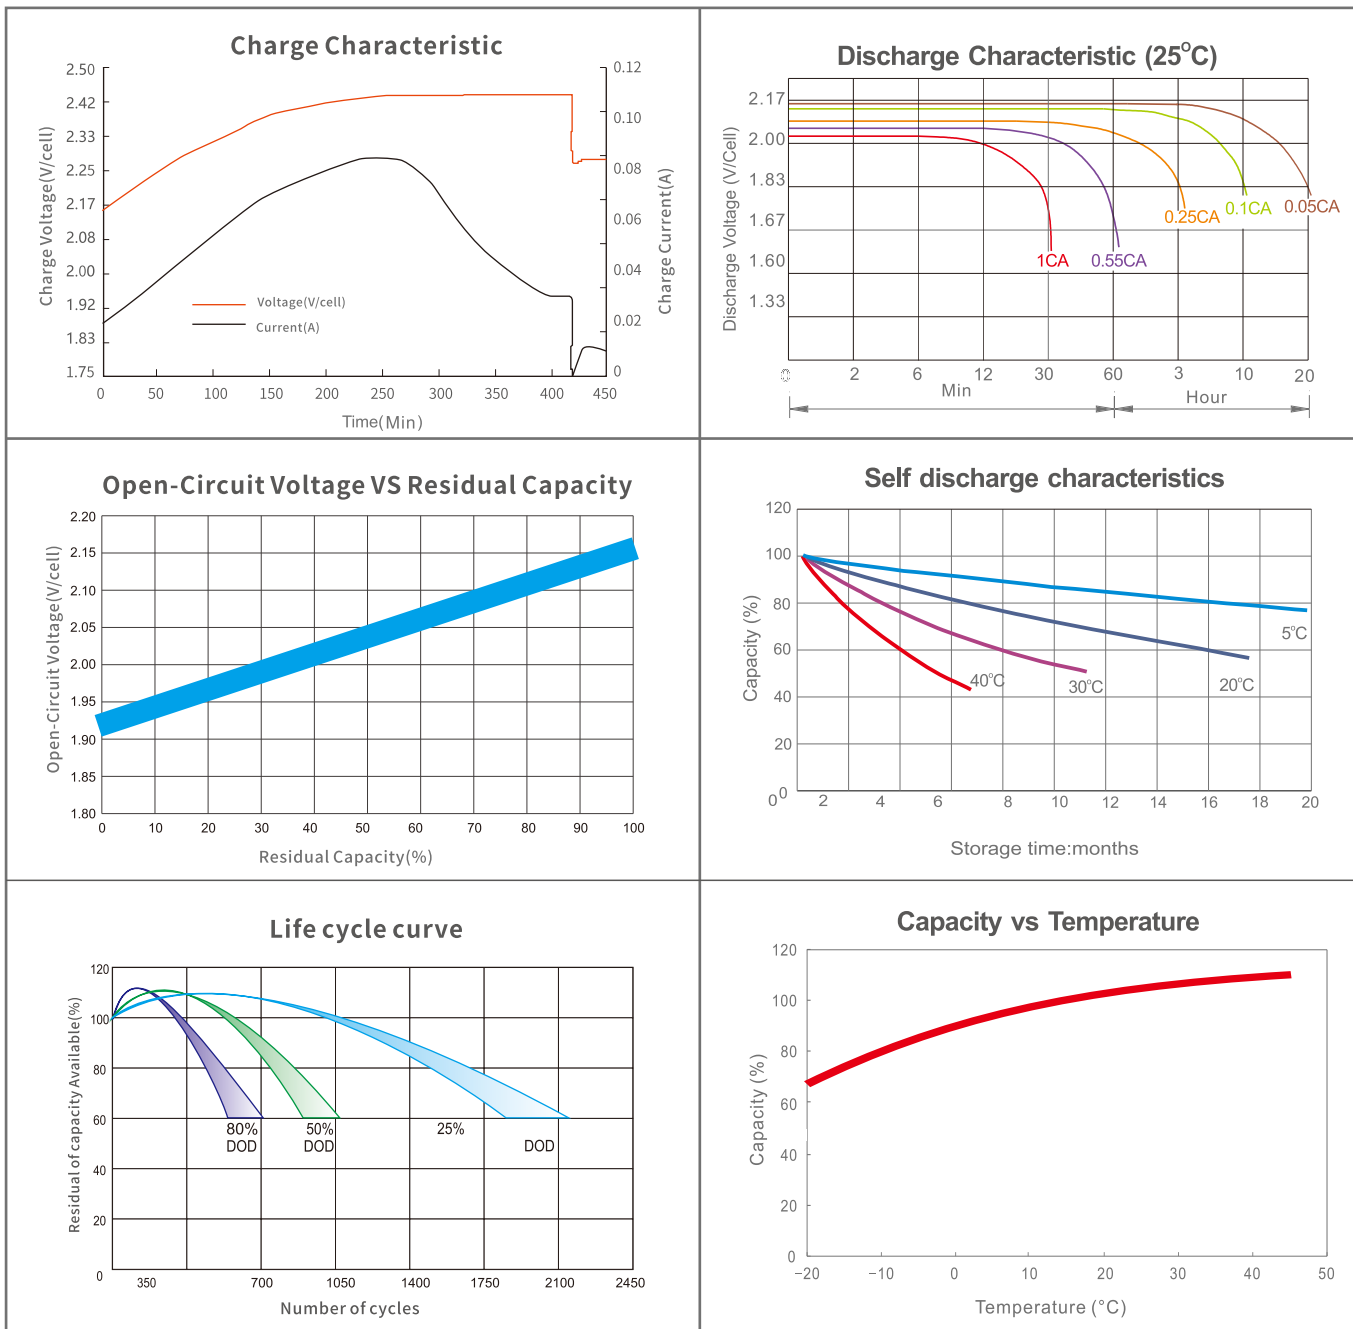 Charge Characteristic
2.50
2.42
2.33
2.25
2.17
2.08
2.00
1.92
1.83
1.75
Charge Voltage(V/cell)
0.12
0.10
0.08
0.06
0.04
0.02
0
Charge Current(A)
Voltage(V/cell)
Current(A)
0 50 100 150 200 250 300 350 400 450
Time(Min)
Discharge Characteristic (25°C)
2.17
2.00
1.83
1.67
1.60
1.33
Discharge Voltage (V/Cell)
1CA 0.55CA 0.25CA 0.1CA 0.05CA
0 2 6 12 30 60 3 10 20
Min Hour
Open-Circuit Voltage VS Residual Capacity
2.20
2.15
2.10
2.05
2.00
1.95
1.90
1.85
1.80
Open-Circuit Voltage(V/cell)
0 10 20 30 40 50 60 70 80 90 100
Residual Capacity(%)
Self discharge characteristics
120
100
80
60
40
20
0
Capacity (%)
5°C
40°C 30°C 20°C
0 2 4 6 8 10 12 14 16 18 20
Storage time:months
Life cycle curve
120
100
80
60
40
20
0
Residual of capacity Available(%)
80% 50% 25%
DOD DOD DOD
350 700 1050 1400 1750 2100 2450
Number of cycles
Capacity vs Temperature
120
100
80
60
40
20
0
Capacity (%)
−20 −10 0 10 20 30 40 50
Temperature (°C)